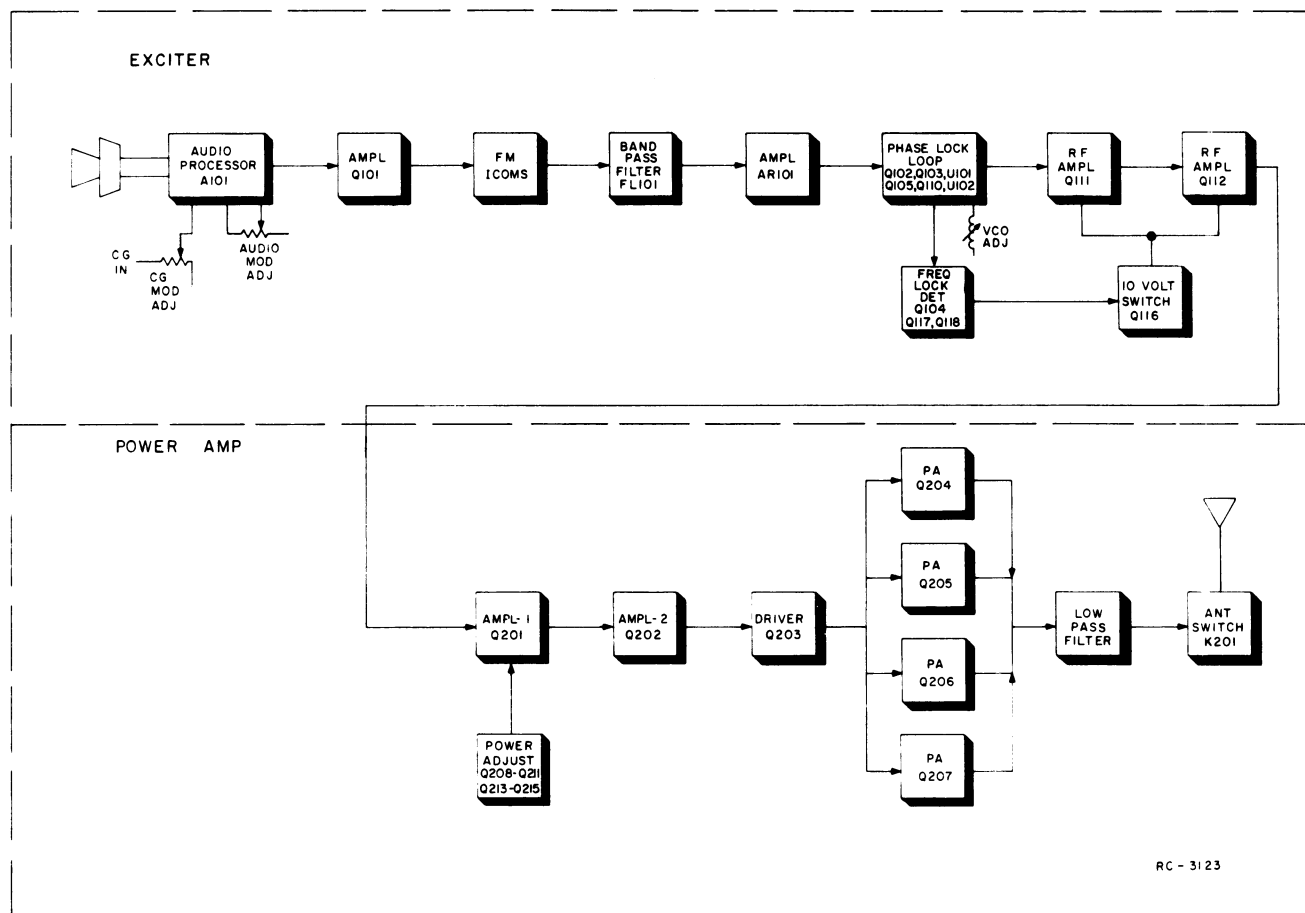 EXCITER
AUDIO
PROCESSOR
A101
AMPL
Q101
FM
ICOMS
BAND
PASS
FILTER
FL101
AMPL
AR101
PHASE LOCK
LOOP
Q102,Q103,U101
Q105,Q110,U102
RF
AMPL
Q111
RF
AMPL
Q112
CG
IN
CG
MOD
ADJ
AUDIO
MOD
ADJ
VCO
ADJ
FREQ
LOCK
DET
Q104
Q117,Q118
10 VOLT
SWITCH
Q116
POWER AMP
AMPL-1
Q201
AMPL-2
Q202
DRIVER
Q203
PA
Q204
PA
Q205
PA
Q206
PA
Q207
LOW
PASS
FILTER
ANT
SWITCH
K201
POWER
ADJUST
Q208-Q211
Q213-Q215
RC-3123